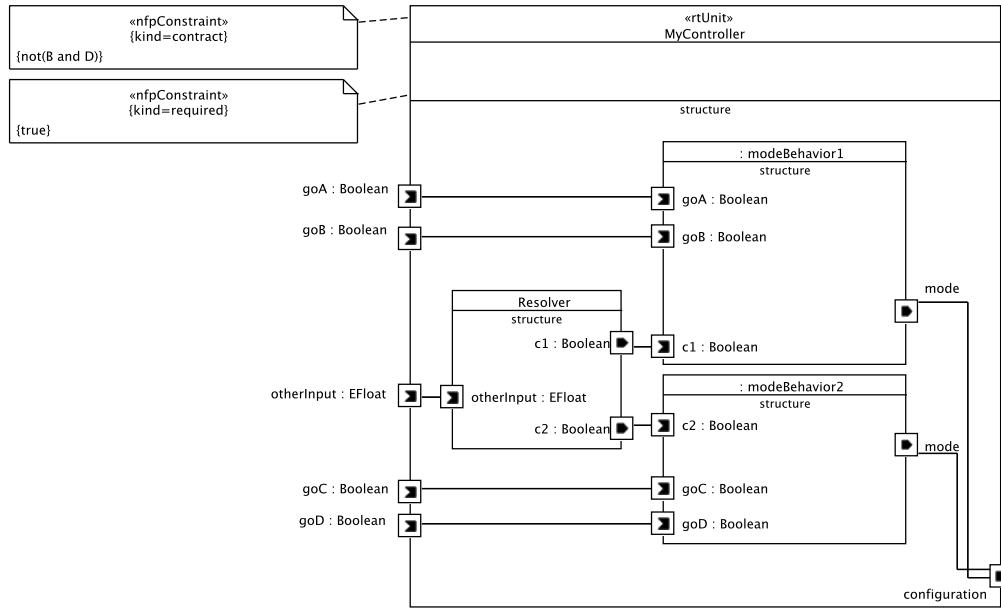 «nfpConstraint»
{kind=contract}
{not(B and D)}
«nfpConstraint»
{kind=required}
{true}
«rtUnit»
MyController
structure
: modeBehavior1
structure
goA : Boolean
goA : Boolean
goB : Boolean
goB : Boolean
mode
Resolver
structure
c1 : Boolean
c1 : Boolean
otherInput : EFloat
otherInput : EFloat
c2 : Boolean
: modeBehavior2
structure
c2 : Boolean
mode
goC : Boolean
goC : Boolean
goD : Boolean
goD : Boolean
configuration